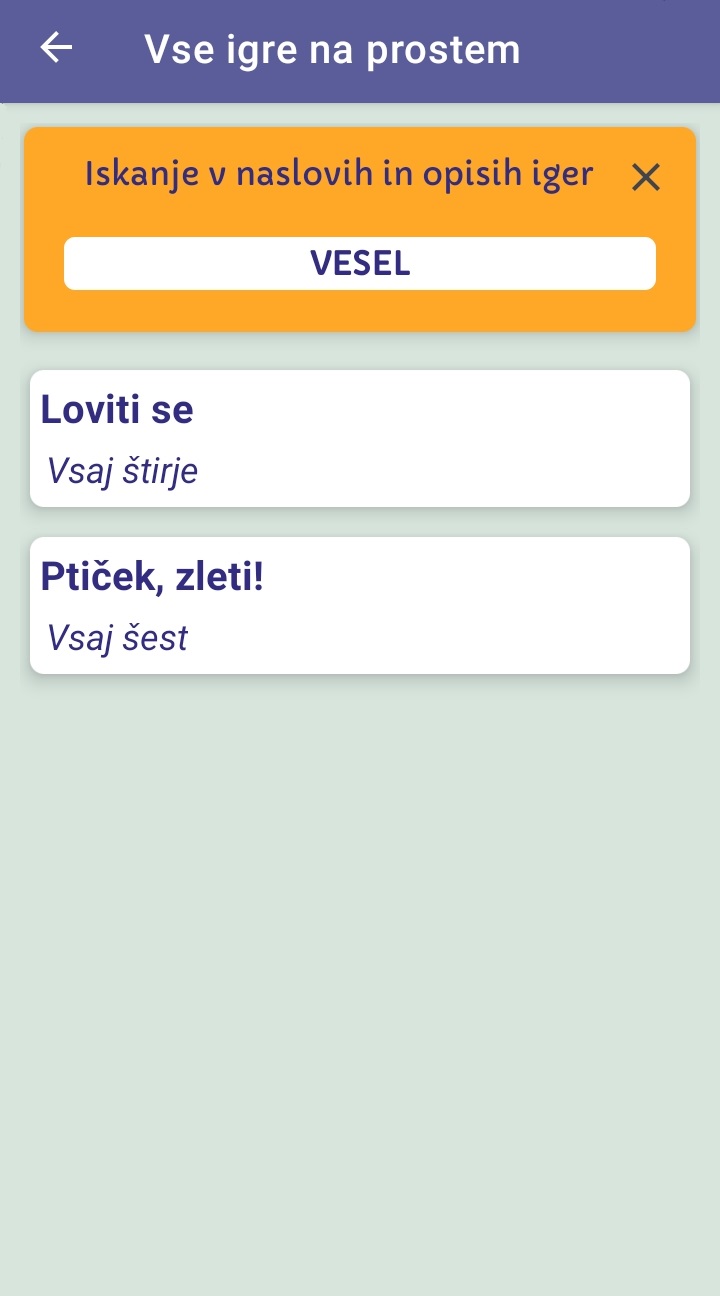 Vse igre na prostem
Iskanje v naslovih in opisih iger
VESEL
Loviti se
Vsaj štirje
Ptiček, zleti!
Vsaj šest